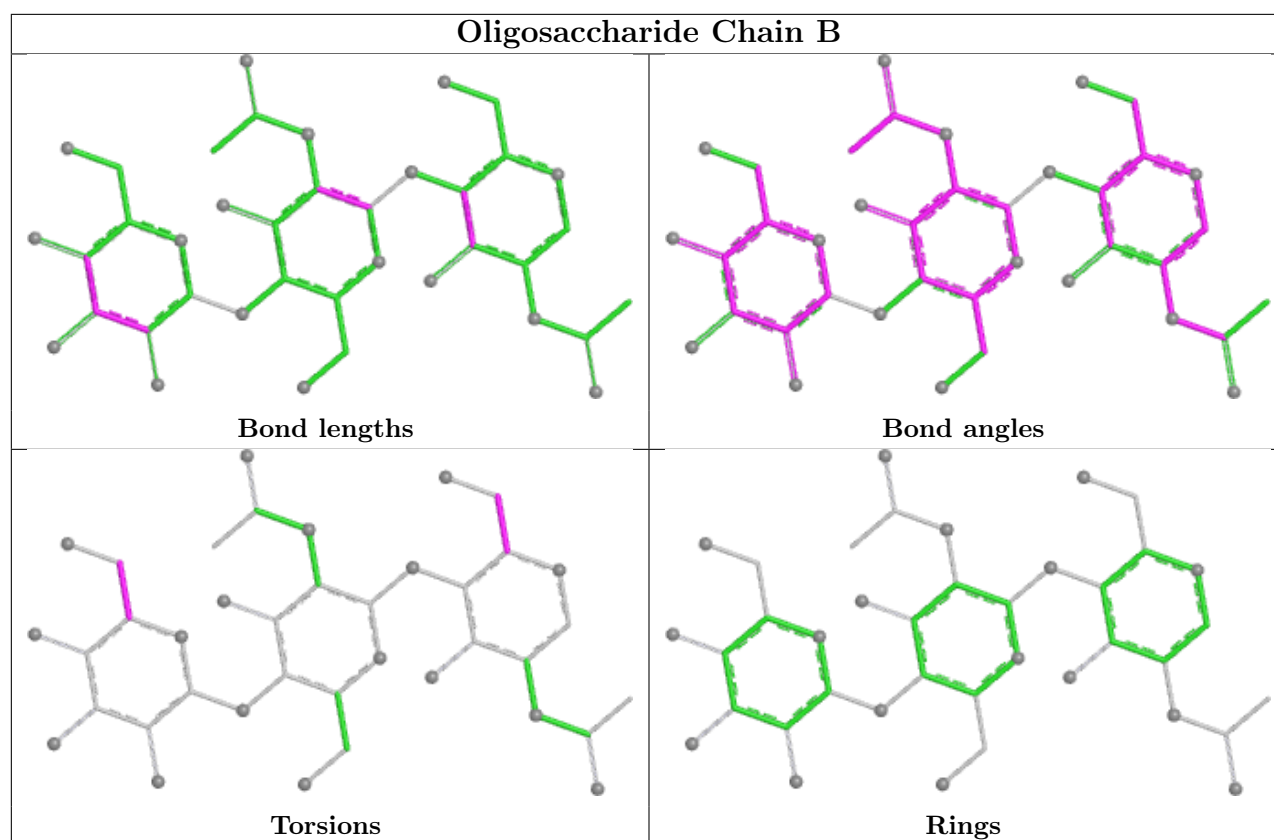 Oligosaccharide Chain B
Bond lengths
Bond angles
Torsions
Rings